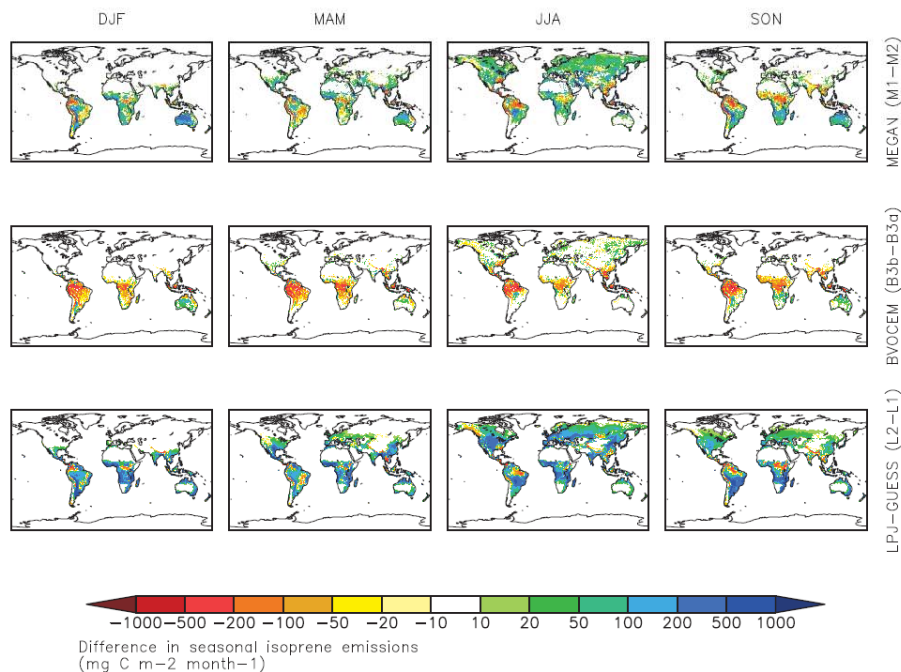 DJF MAM JJA SON
MEGAN (M1−M2)
BVOCEM (B3b−B3a)
LPJ−GUESS (L2−L1)
−1000 −500 −200 −100 −50 −20 −10 10 20 50 100 200 500 1000
Difference in seasonal isoprene emissions
(mg C m−2 month−1)